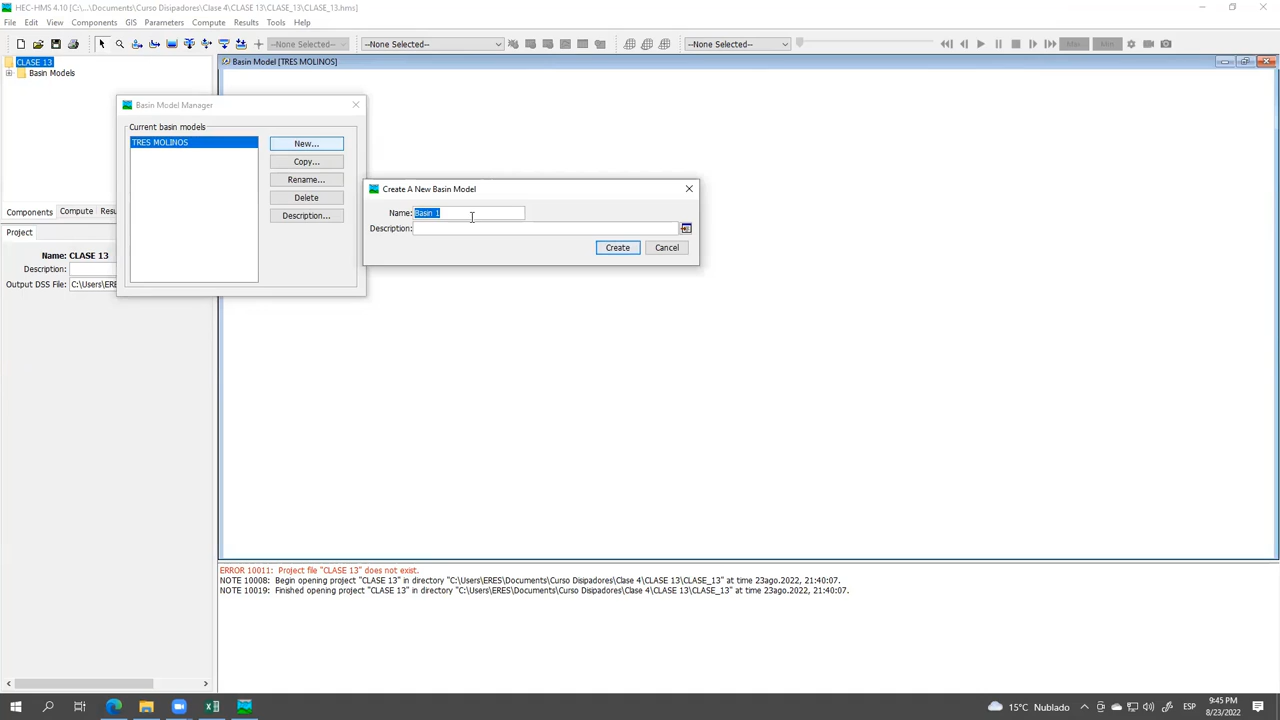 HEC-HMS 4.10 [C:\...\Documents\Curso Disipadores\Clase 4\CLASE 13\CLASE_13\CLASE_13.hms]
File Edit View Components GIS Parameters Compute Results Tools Help
--None Selected-- --None Selected-- --None Selected--
CLASE 13
Basin Models
Basin Model [TRES MOLINOS]
Basin Model Manager
Current basin models
TRES MOLINOS
New...
Copy...
Rename...
Delete
Description...
Create A New Basin Model
Name: Basin 1
Description:
Create Cancel
Components Compute Resu
Project
Name: CLASE 13
Description:
Output DSS File: C:\Users\ERES
ERROR 10011: Project file "CLASE 13" does not exist.
NOTE 10008: Begin opening project "CLASE 13" in directory "C:\Users\ERES\Documents\Curso Disipadores\Clase 4\CLASE 13\CLASE_13" at time 23ago.2022, 21:40:07.
NOTE 10019: Finished opening project "CLASE 13" in directory "C:\Users\ERES\Documents\Curso Disipadores\Clase 4\CLASE 13\CLASE_13" at time 23ago.2022, 21:40:07.
15°C Nublado
ESP
9:45 PM
8/23/2022